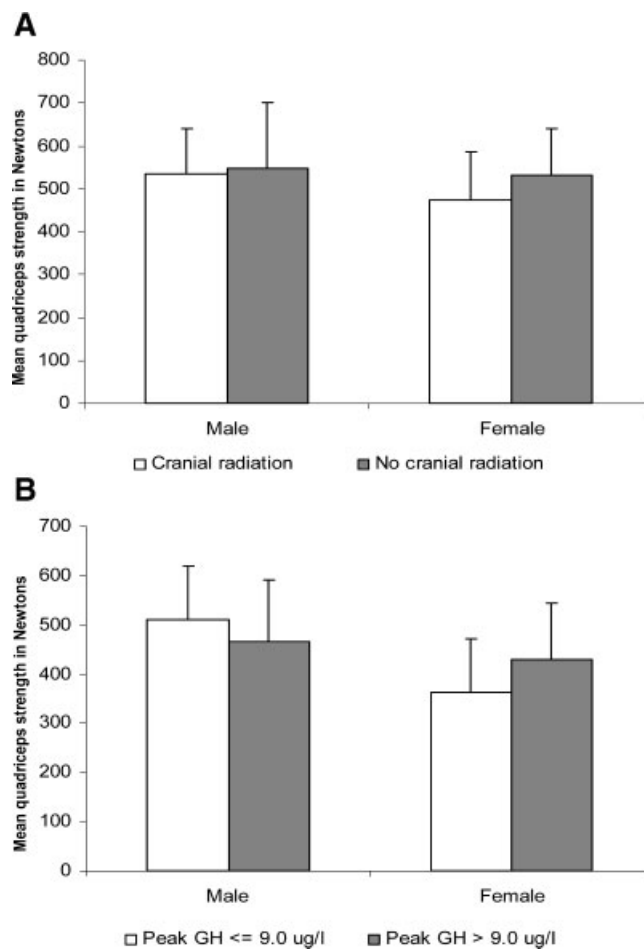 A
Mean quadriceps strength in Newtons
800
700
600
500
400
300
200
100
0
Male Female
Cranial radiation No cranial radiation
B
Mean quadriceps strength in Newtons
700
600
500
400
300
200
100
0
Male Female
Peak GH <= 9.0 ug/l Peak GH > 9.0 ug/l